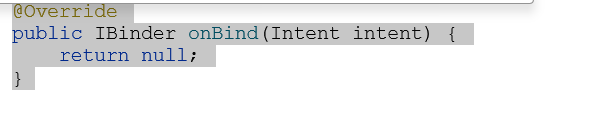 @Override
public IBinder onBind(Intent intent) {
    return null;
}